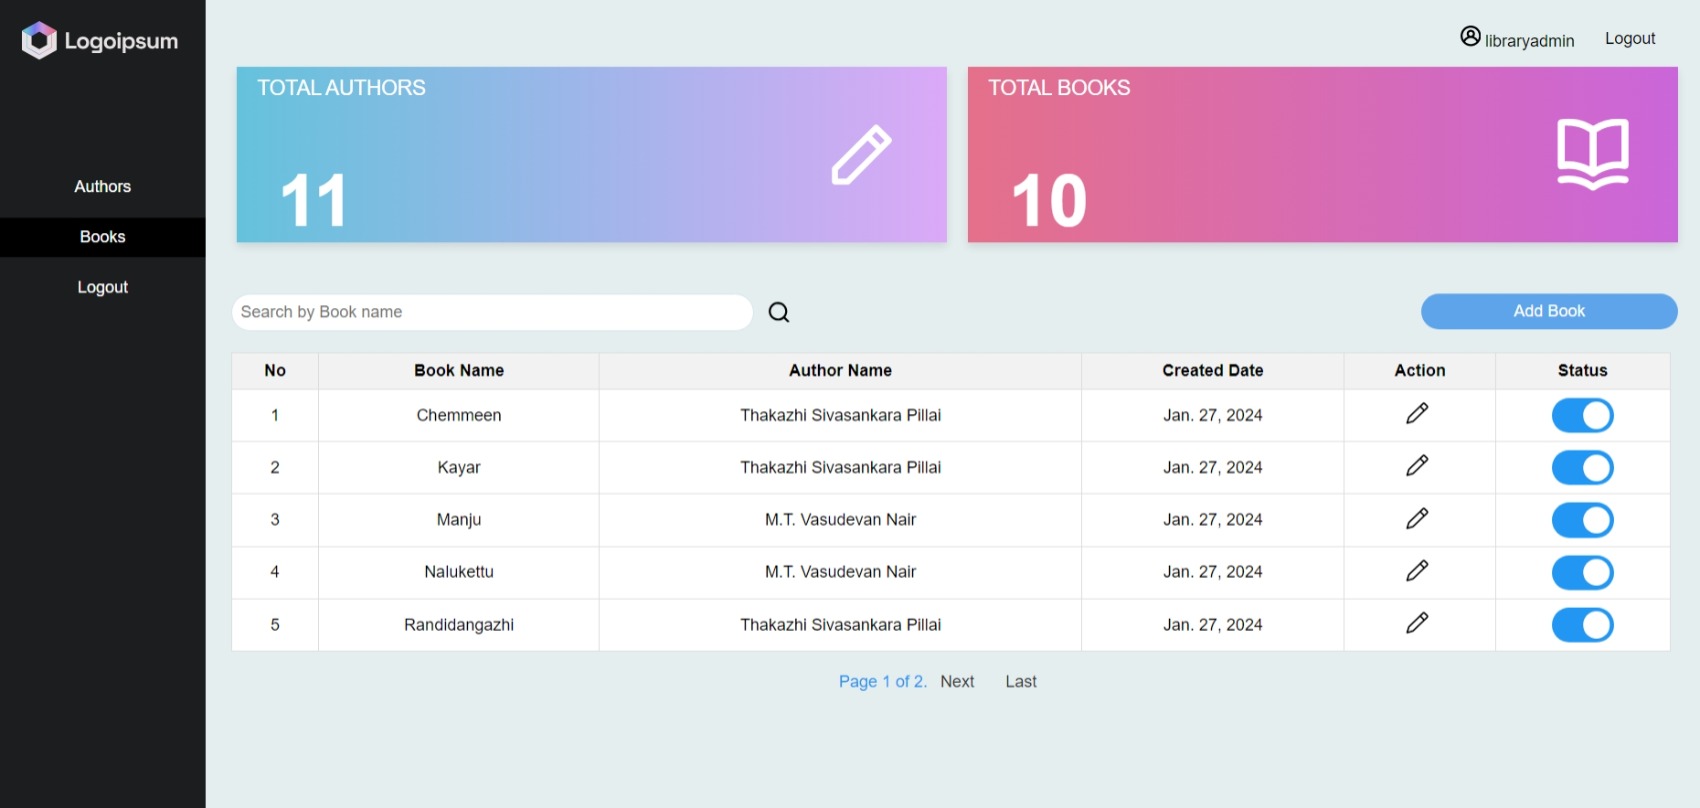 Logoipsum
libraryadmin Logout
TOTAL AUTHORS
11
TOTAL BOOKS
10
Authors
Books
Logout
Search by Book name
Add Book
No Book Name Author Name Created Date Action Status
1 Chemmeen Thakazhi Sivasankara Pillai Jan. 27, 2024
2 Kayar Thakazhi Sivasankara Pillai Jan. 27, 2024
3 Manju M.T. Vasudevan Nair Jan. 27, 2024
4 Nalukettu M.T. Vasudevan Nair Jan. 27, 2024
5 Randidangazhi Thakazhi Sivasankara Pillai Jan. 27, 2024
Page 1 of 2. Next Last